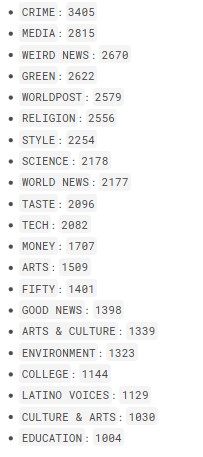 • CRIME: 3405
• MEDIA: 2815
• WEIRD NEWS: 2670
• GREEN: 2622
• WORLDPOST: 2579
• RELIGION: 2556
• STYLE: 2254
• SCIENCE: 2178
• WORLD NEWS: 2177
• TASTE: 2096
• TECH: 2082
• MONEY: 1707
• ARTS: 1509
• FIFTY: 1401
• GOOD NEWS: 1398
• ARTS & CULTURE: 1339
• ENVIRONMENT: 1323
• COLLEGE: 1144
• LATINO VOICES: 1129
• CULTURE & ARTS: 1030
• EDUCATION: 1004